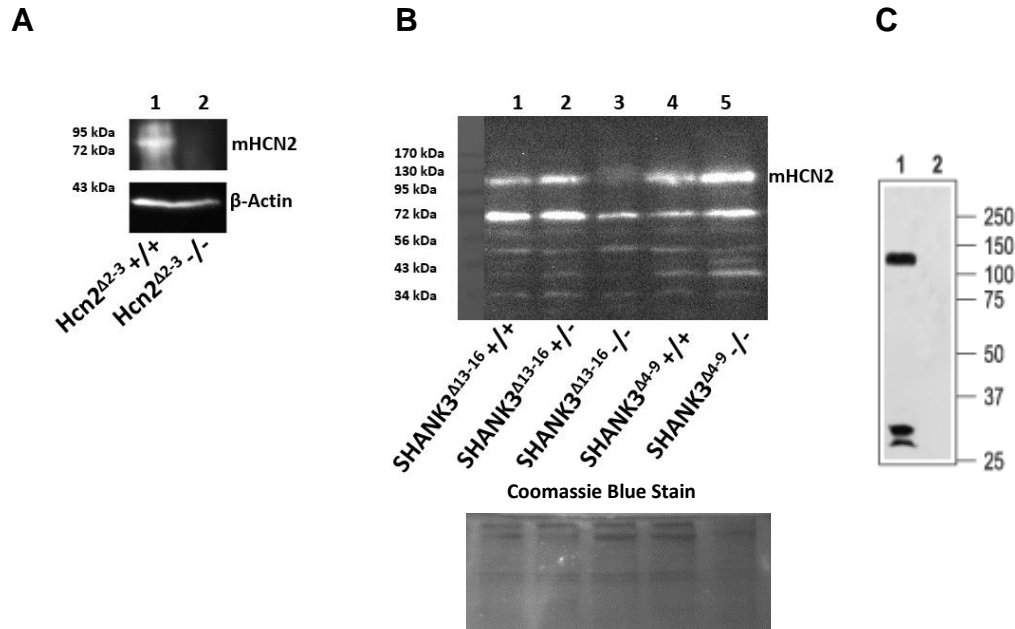 A
B
C
1 2
95 kDa
72 kDa
mHCN2
43 kDa
β-Actin
Hcn2Δ2-3 +/+
Hcn2Δ2-3 -/-
1 2 3 4 5
170 kDa
130 kDa
95 kDa
72 kDa
56 kDa
43 kDa
34 kDa
mHCN2
SHANK3Δ13-16 +/+
SHANK3Δ13-16 +/-
SHANK3Δ13-16 -/-
SHANK3Δ4-9 +/+
SHANK3Δ4-9 -/-
Coomassie Blue Stain
1 2
250
150
100
75
50
37
25